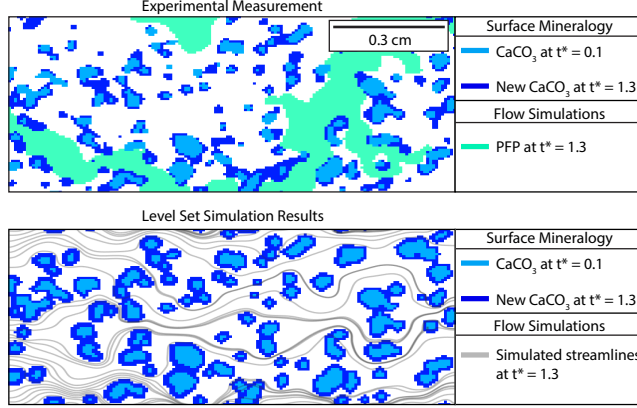 Experimental Measurement
0.3 cm
Surface Mineralogy
CaCO₃ at t* = 0.1
New CaCO₃ at t* = 1.3
Flow Simulations
PFP at t* = 1.3
Level Set Simulation Results
Surface Mineralogy
CaCO₃ at t* = 0.1
New CaCO₃ at t* = 1.3
Flow Simulations
Simulated streamlines
at t* = 1.3